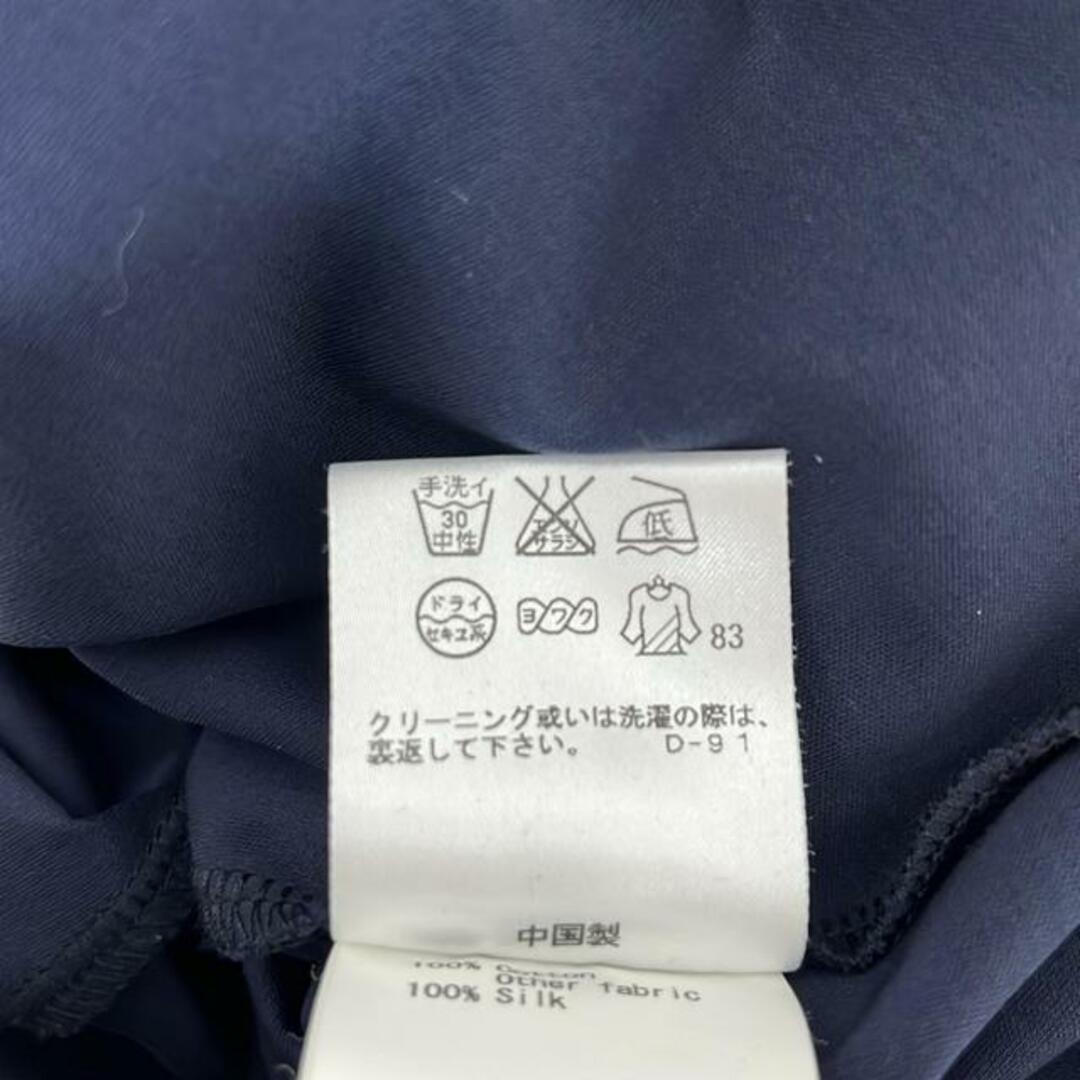 手洗イ
30
中性
エンソ
サラシ
低
ドライ
セキユ系
ヨワク
83
クリーニング或いは洗濯の際は、
裏返して下さい。 D-91
中国製
100% Cotton
Other fabric
100% Silk